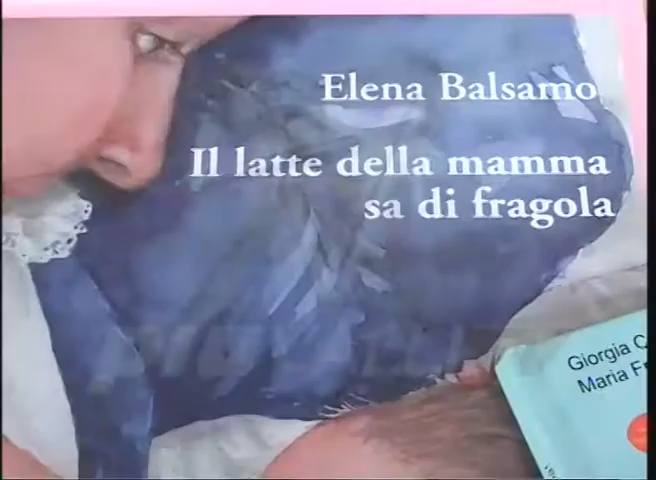 Elena Balsamo
Il latte della mamma
sa di fragola
Giorgia
Maria